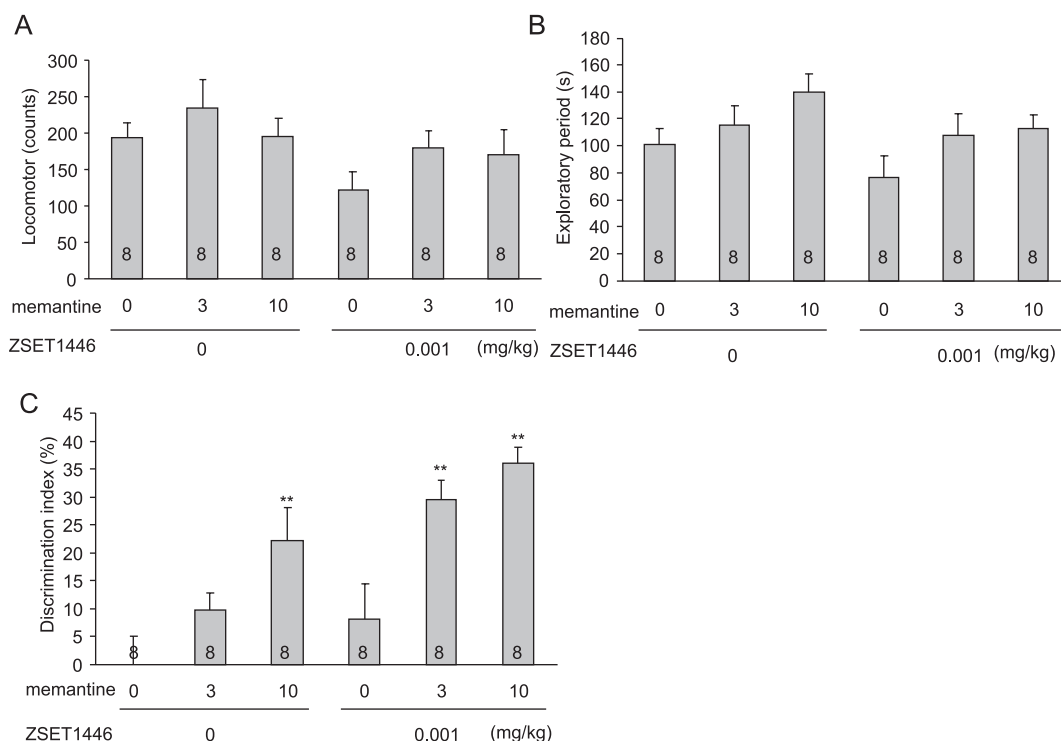 A
Locomotor (counts)
300
250
200
150
100
50
0
8 8 8 8 8 8
memantine 0 3 10 0 3 10
ZSET1446 0 0.001 (mg/kg)
B
Exploratory period (s)
180
160
140
120
100
80
60
40
20
0
8 8 8 8 8 8
memantine 0 3 10 0 3 10
ZSET1446 0 0.001 (mg/kg)
C
Discrimination index (%)
45
40
35
30
25
20
15
10
5
0
** ** **
8 8 8 8 8 8
memantine 0 3 10 0 3 10
ZSET1446 0 0.001 (mg/kg)